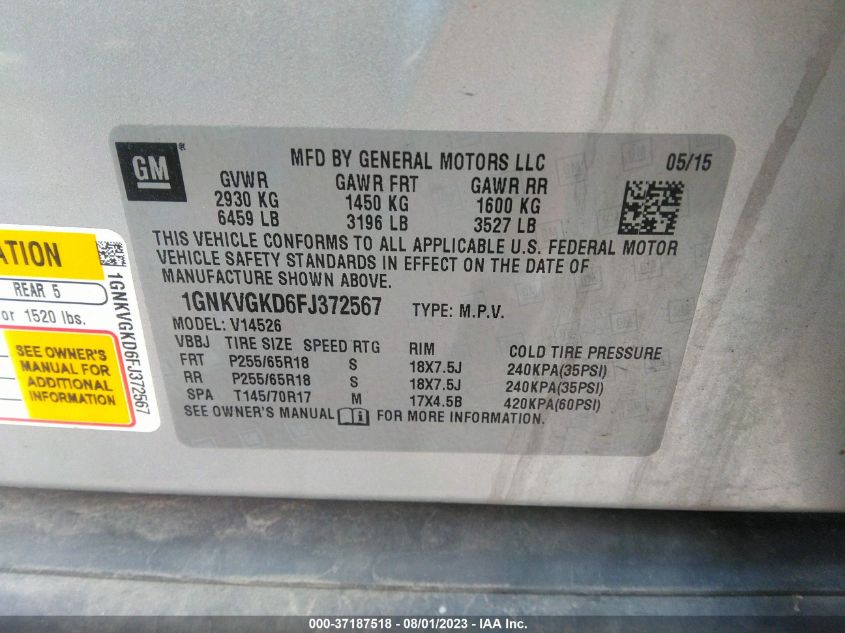 GM
MFD BY GENERAL MOTORS LLC 05/15
GVWR GAWR FRT GAWR RR
2930 KG 1450 KG 1600 KG
6459 LB 3196 LB 3527 LB
THIS VEHICLE CONFORMS TO ALL APPLICABLE U.S. FEDERAL MOTOR
VEHICLE SAFETY STANDARDS IN EFFECT ON THE DATE OF
MANUFACTURE SHOWN ABOVE.
1GNKVGKD6FJ372567 TYPE: M.P.V.
MODEL: V14526
VBBJ TIRE SIZE SPEED RTG RIM COLD TIRE PRESSURE
FRT P255/65R18 S 18X7.5J 240KPA(35PSI)
RR P255/65R18 S 18X7.5J 240KPA(35PSI)
SPA T145/70R17 M 17X4.5B 420KPA(60PSI)
SEE OWNER'S MANUAL FOR MORE INFORMATION.
ATION
REAR 5
or 1520 lbs.
SEE OWNER'S
MANUAL FOR
ADDITIONAL
INFORMATION
1GNKVGKD6FJ372567
000-37187518 - 08/01/2023 - IAA Inc.